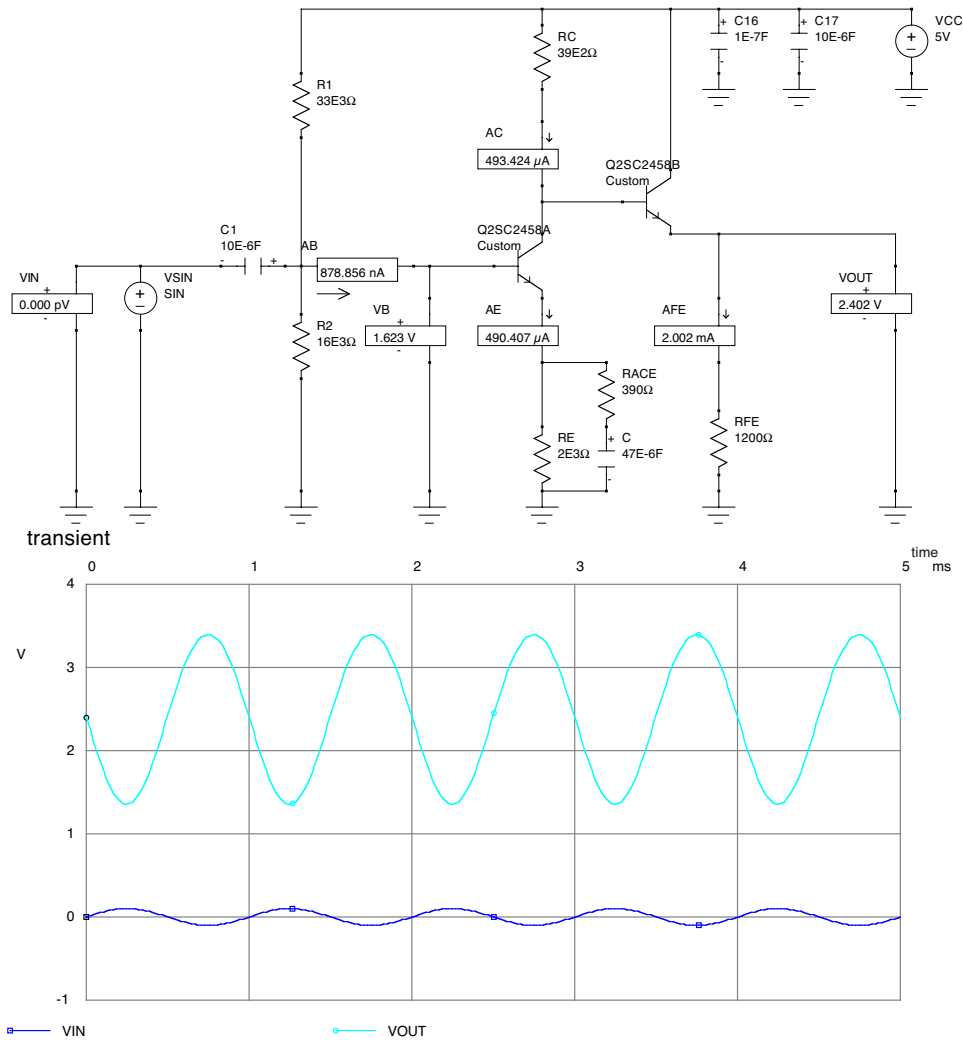 C16
1E-7F
C17
10E-6F
VCC
5V
RC
39E2Ω
R1
33E3Ω
AC
493.424 µA
Q2SC2458B
Custom
C1
10E-6F
AB
878.856 nA
Q2SC2458A
Custom
VIN
0.000 pV
VSIN
SIN
R2
16E3Ω
VB
1.623 V
AE
490.407 µA
AFE
2.002 mA
VOUT
2.402 V
RACE
390Ω
RE
2E3Ω
C
47E-6F
RFE
1200Ω
transient
time
ms
0 1 2 3 4 5
4
V
3
2
1
0
-1
VIN VOUT